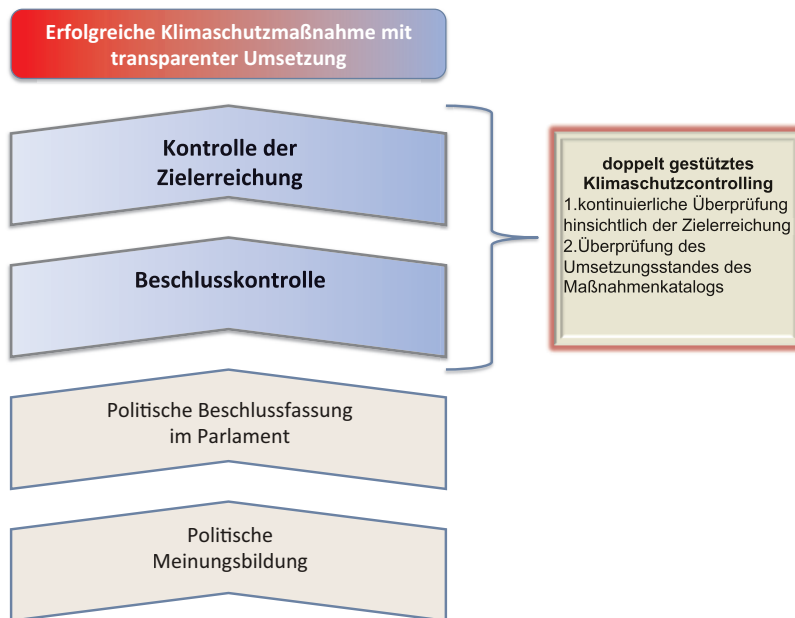 Erfolgreiche Klimaschutzmaßnahme mit
transparenter Umsetzung
Kontrolle der
Zielerreichung
Beschlusskontrolle
Politische Beschlussfassung
im Parlament
Politische
Meinungsbildung
doppelt gestütztes
Klimaschutzcontrolling
1.kontinuierliche Überprüfung
hinsichtlich der Zielerreichung
2.Überprüfung des
Umsetzungsstandes des
Maßnahmenkatalogs